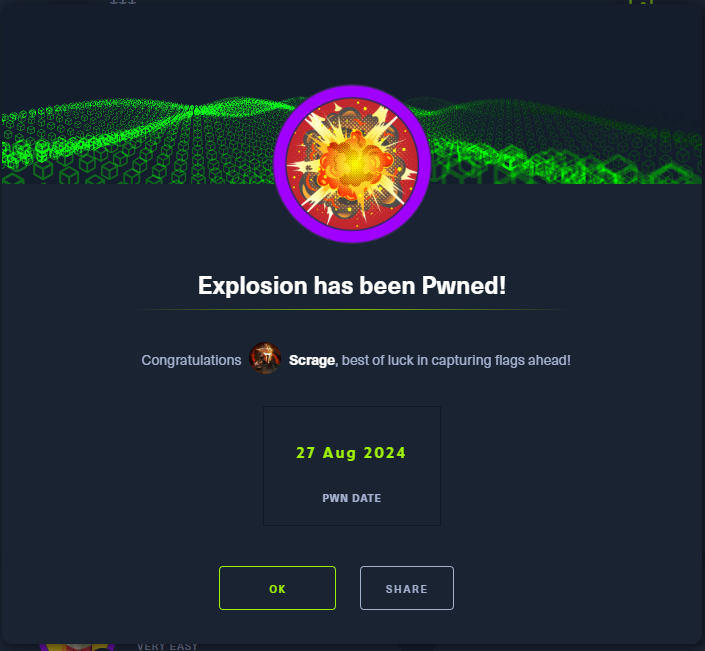 ***
Explosion has been Pwned!
Congratulations Scrage, best of luck in capturing flags ahead!
27 Aug 2024
PWN DATE
OK
SHARE
VERY EASY